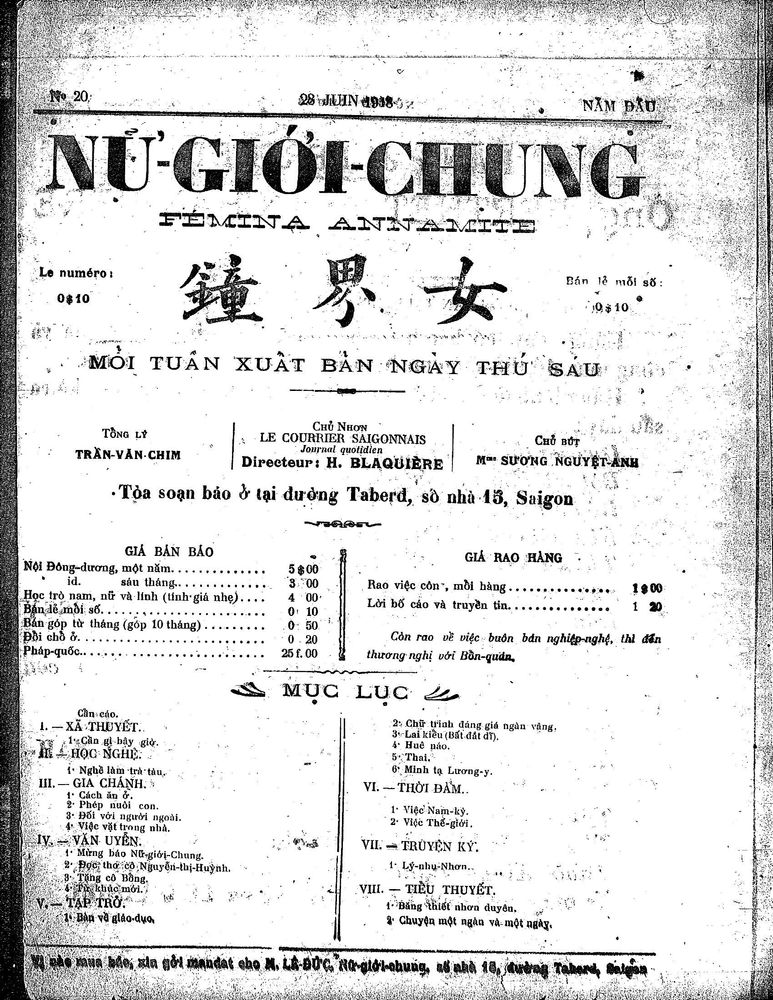 No 20
28 JUIN 1918
NĂM ĐẦU
NỮ-GIỚI-CHUNG
FÉMINA ANNAMITE
Le numéro:
0$10
鐘 界 女
Bán lẻ mỗi số:
0$10
MỖI TUẦN XUẤT BẢN NGÀY THỨ SÁU
TỔNG LÝ
TRẦN-VĂN-CHIM
CHỦ NHƠN
LE COURRIER SAIGONNAIS
Journal quotidien
Directeur: H. BLAQUIÈRE
CHỦ BÚT
Mme SƯƠNG NGUYỆT-ANH
Tòa soạn báo ở tại đường Taberd, số nhà 15, Saigon
GIÁ BÁN BÁO
Nội Đông-dương, một năm. 5$00
id. sáu tháng. 3 00
Học trò nam, nữ và lính (tính giá nhẹ) 4 00
Bán lẻ mỗi số. 0 10
Bán góp từ tháng (góp 10 tháng) 0 50
Đổi chỗ ở. 0 20
Pháp-quốc. 25f.00
GIÁ RAO HÀNG
Rao việc côn, mỗi hàng 1$00
Lời bố cáo và truyền tin. 1 20
Còn rao về việc buôn bán nghiệp-nghệ, thì đến
thương-nghị với Bổn-quán.
MỤC LỤC
Cẩn cáo.
I. — XÃ THUYẾT.
1· Cần gì bây giờ.
II. — HỌC NGHỆ.
1· Nghề làm trà tàu.
III. — GIA CHÁNH.
1· Cách ăn ở.
2· Phép nuôi con.
3· Đối với người ngoài.
4· Việc vặt trong nhà.
IV. — VĂN UYỂN.
1· Mừng báo Nữ-giới-Chung.
2· Đọc thơ cô Nguyễn-thị-Huỳnh.
3· Tặng cô Bồng.
4· Từ khúc mới.
V. — TẠP TRỞ.
1· Bàn về giáo-dục.
2· Chữ trinh đáng giá ngàn vàng.
3· Lai kiều (Bất đắt dĩ).
4· Huê náo.
5· Thai.
6· Minh tạ Lương-y.
VI. — THỜI ĐÀM.
1· Việc Nam-kỳ.
2· Việc Thế-giới.
VII. — TRUYỆN KÝ.
1· Lý-nhụ-Nhơn.
VIII. — TIỂU THUYẾT.
1· Băng thiết nhơn duyên.
2· Chuyện một ngàn và một ngày.
Vị nào mua báo, xin gởi mandat cho M. LÊ-ĐỨC, Nữ-giới-chung, số nhà 15, đường Taberd, Saigon